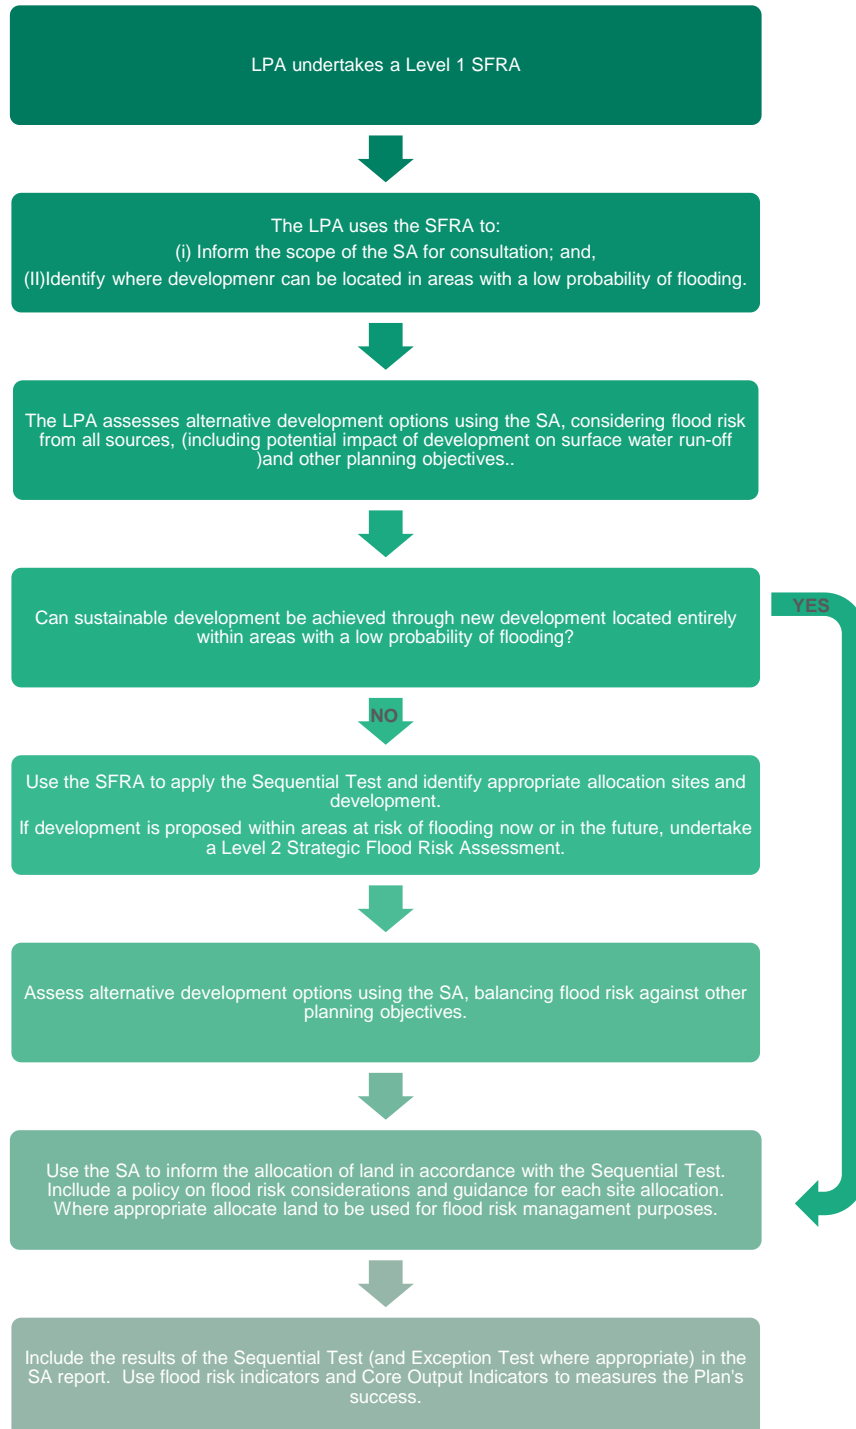 LPA undertakes a Level 1 SFRA
The LPA uses the SFRA to:
(i) Inform the scope of the SA for consultation; and,
(II)Identify where developmenr can be located in areas with a low probability of flooding.
The LPA assesses alternative development options using the SA, considering flood risk
from all sources, (including potential impact of development on surface water run-off
)and other planning objectives..
Can sustainable development be achieved through new development located entirely
within areas with a low probability of flooding?
YES
NO
Use the SFRA to apply the Sequential Test and identify appropriate allocation sites and
development.
If development is proposed within areas at risk of flooding now or in the future, undertake
a Level 2 Strategic Flood Risk Assessment.
Assess alternative development options using the SA, balancing flood risk against other
planning objectives.
Use the SA to inform the allocation of land in accordance with the Sequential Test.
Incllude a policy on flood risk considerations and guidance for each site allocation.
Where appropriate allocate land to be used for flood risk managament purposes.
Include the results of the Sequential Test (and Exception Test where appropriate) in the
SA report.  Use flood risk indicators and Core Output Indicators to measures the Plan's
success.